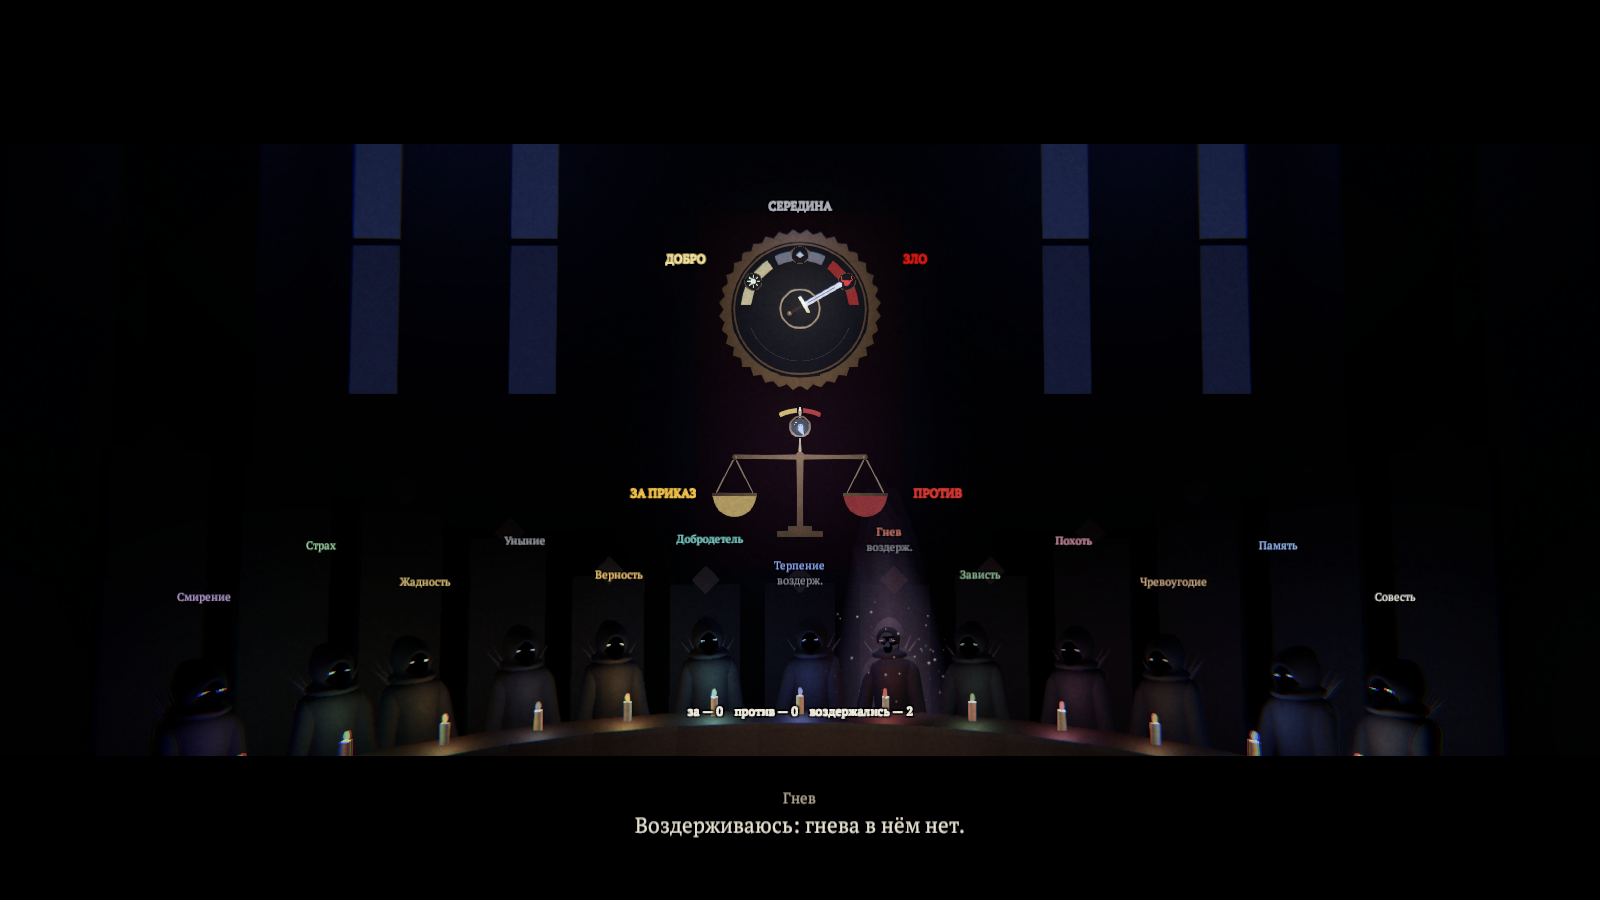 СЕРЕДИНА
ДОБРО
ЗЛО
ЗА ПРИКАЗ
ПРОТИВ
Гнев
воздерж.
Добродетель
Уныние
Похоть
Страх
Память
Терпение
воздерж.
Верность
Зависть
Жадность
Чревоугодие
Смирение
Совесть
за — 0 против — 0 воздержались — 2
Гнев
Воздерживаюсь: гнева в нём нет.